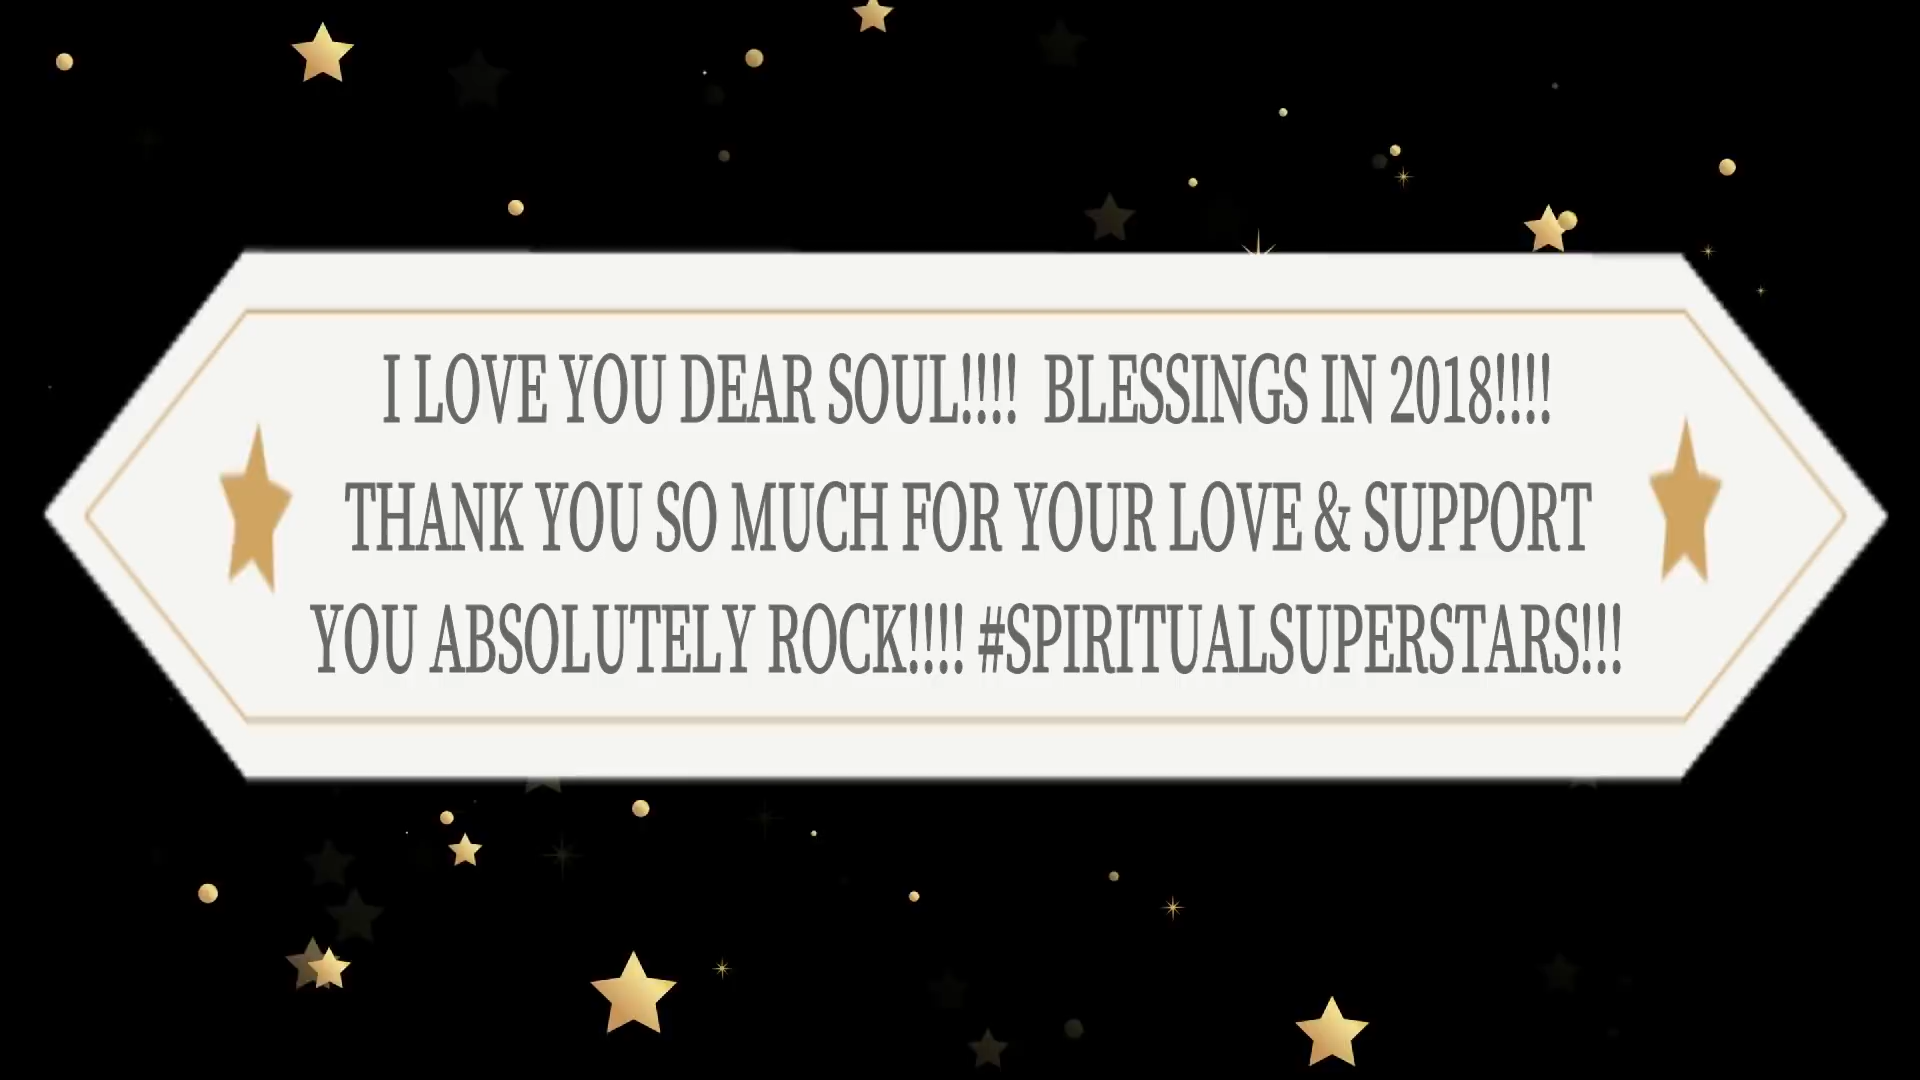 I LOVE YOU DEAR SOUL!!!!  BLESSINGS IN 2018!!!!
THANK YOU SO MUCH FOR YOUR LOVE & SUPPORT
YOU ABSOLUTELY ROCK!!!! #SPIRITUALSUPERSTARS!!!